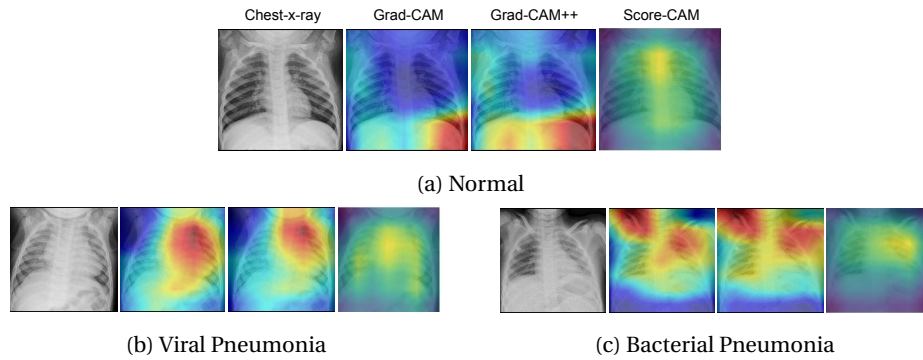 Chest-x-ray Grad-CAM Grad-CAM++ Score-CAM
(a) Normal
(b) Viral Pneumonia (c) Bacterial Pneumonia